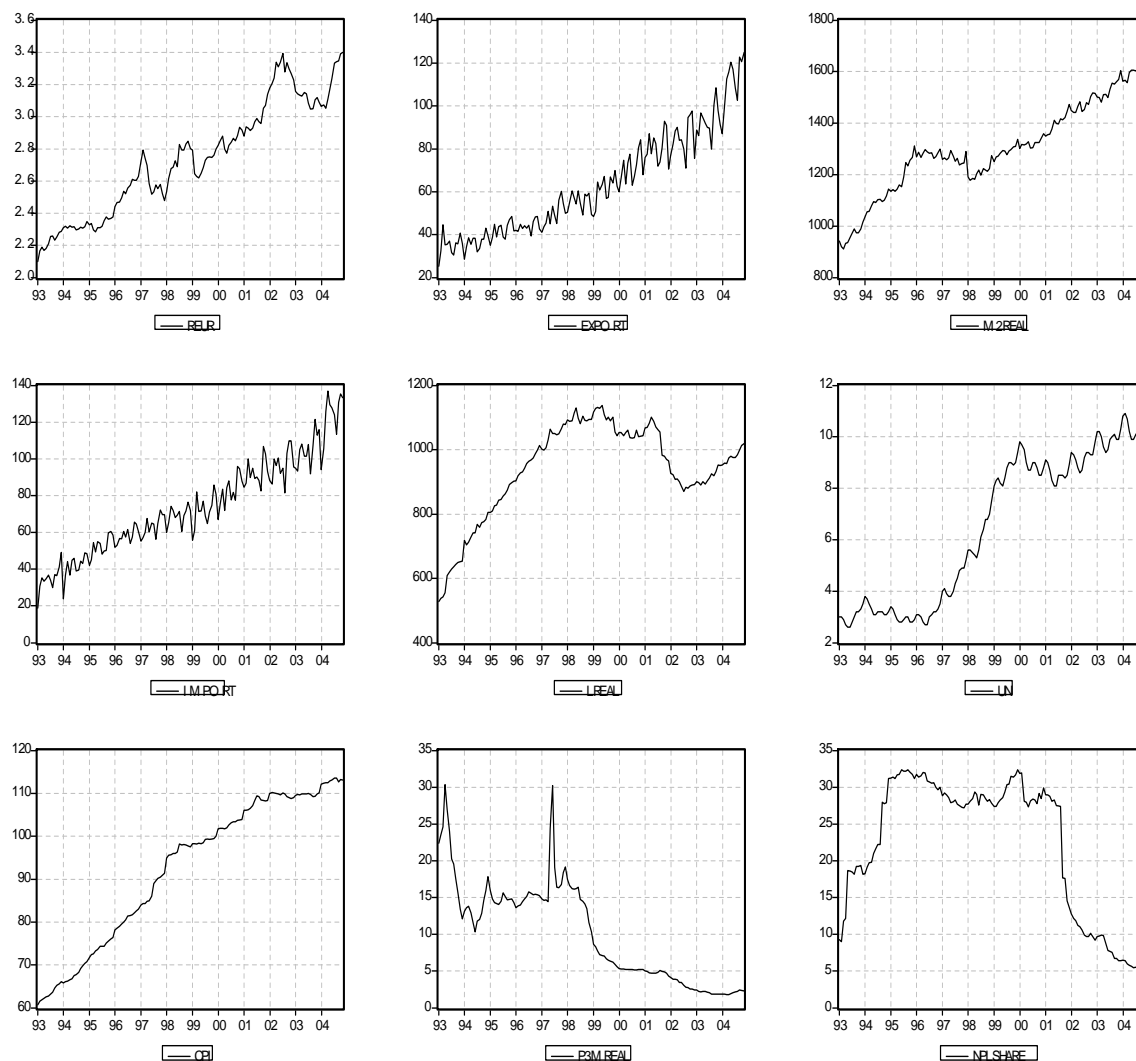 3.6 3.4 3.2 3.0 2.8 2.6 2.4 2.2 2.0
93 94 95 96 97 98 99 00 01 02 03 04
REUR
140 120 100 80 60 40 20
93 94 95 96 97 98 99 00 01 02 03 04
EXPORT
1800 1600 1400 1200 1000 800
93 94 95 96 97 98 99 00 01 02 03 04
M2REAL
140 120 100 80 60 40 20 0
93 94 95 96 97 98 99 00 01 02 03 04
IMPORT
1200 1000 800 600 400
93 94 95 96 97 98 99 00 01 02 03 04
LREAL
12 10 8 6 4 2
93 94 95 96 97 98 99 00 01 02 03 04
UN
120 110 100 90 80 70 60
93 94 95 96 97 98 99 00 01 02 03 04
CPI
35 30 25 20 15 10 5 0
93 94 95 96 97 98 99 00 01 02 03 04
P3M REAL
35 30 25 20 15 10 5 0
93 94 95 96 97 98 99 00 01 02 03 04
NPLSHARE